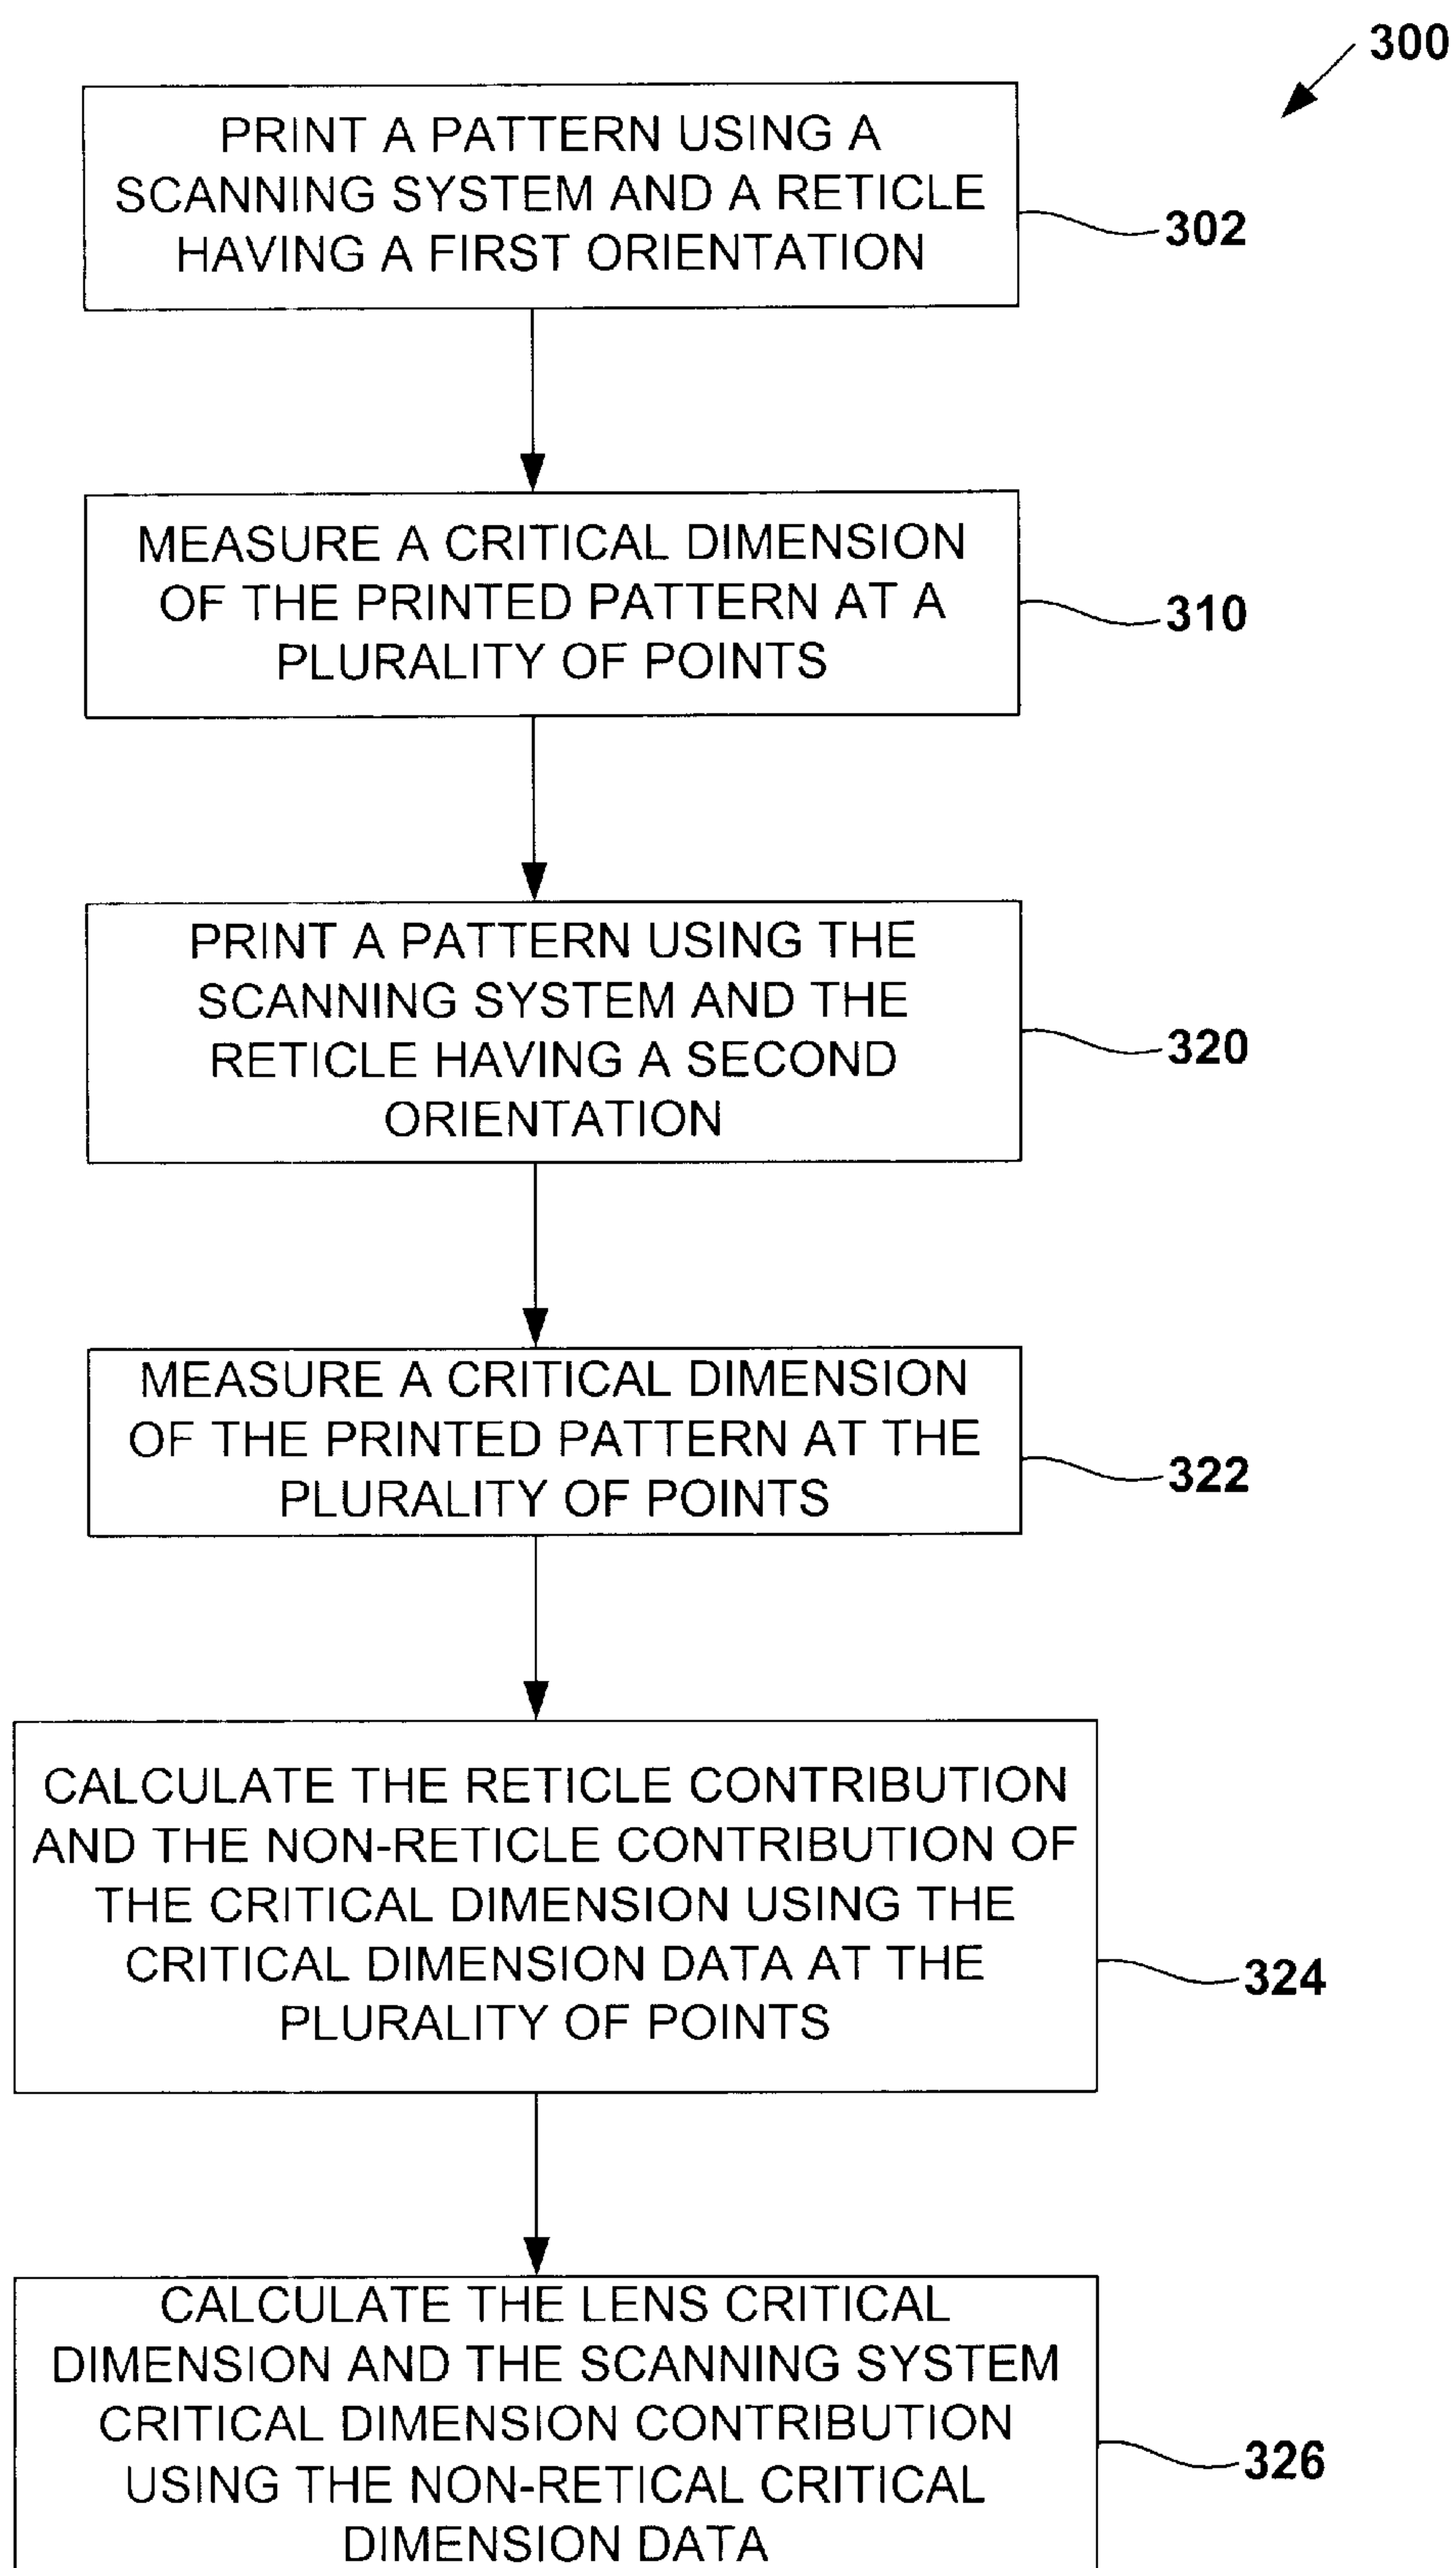 300
PRINT A PATTERN USING A
SCANNING SYSTEM AND A RETICLE
HAVING A FIRST ORIENTATION
302
MEASURE A CRITICAL DIMENSION
OF THE PRINTED PATTERN AT A
PLURALITY OF POINTS
310
PRINT A PATTERN USING THE
SCANNING SYSTEM AND THE
RETICLE HAVING A SECOND
ORIENTATION
320
MEASURE A CRITICAL DIMENSION
OF THE PRINTED PATTERN AT THE
PLURALITY OF POINTS
322
CALCULATE THE RETICLE CONTRIBUTION
AND THE NON-RETICLE CONTRIBUTION OF
THE CRITICAL DIMENSION USING THE
CRITICAL DIMENSION DATA AT THE
PLURALITY OF POINTS
324
CALCULATE THE LENS CRITICAL
DIMENSION AND THE SCANNING SYSTEM
CRITICAL DIMENSION CONTRIBUTION
USING THE NON-RETICAL CRITICAL
DIMENSION DATA
326